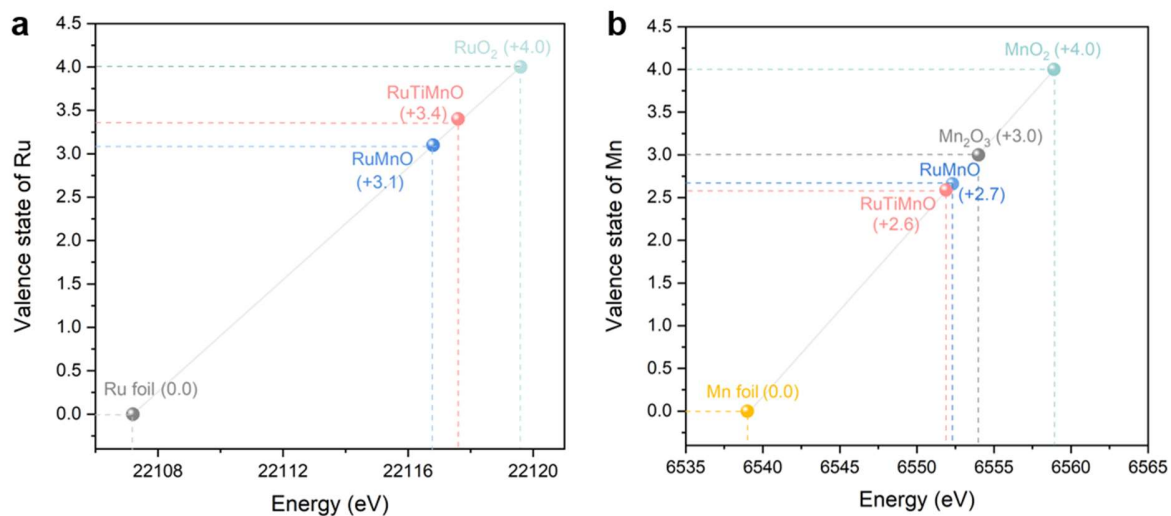 a
4.5
4.0
3.5
3.0
2.5
2.0
1.5
1.0
0.5
0.0
Valence state of Ru
RuO₂ (+4.0)
RuTiMnO
(+3.4)
RuMnO
(+3.1)
Ru foil (0.0)
22108
22112
22116
22120
Energy (eV)
b
4.5
4.0
3.5
3.0
2.5
2.0
1.5
1.0
0.5
0.0
Valence state of Mn
MnO₂ (+4.0)
Mn₂O₃ (+3.0)
RuMnO
(+2.7)
RuTiMnO
(+2.6)
Mn foil (0.0)
6535
6540
6545
6550
6555
6560
6565
Energy (eV)